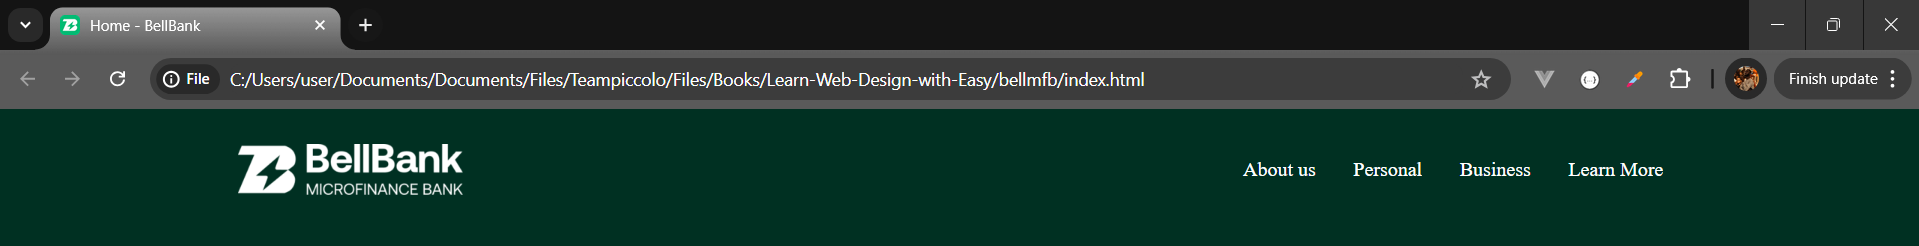 Home - BellBank
File C:/Users/user/Documents/Documents/Files/Teampiccolo/Files/Books/Learn-Web-Design-with-Easy/bellmfb/index.html Finish update
BellBank
MICROFINANCE BANK
About us Personal Business Learn More